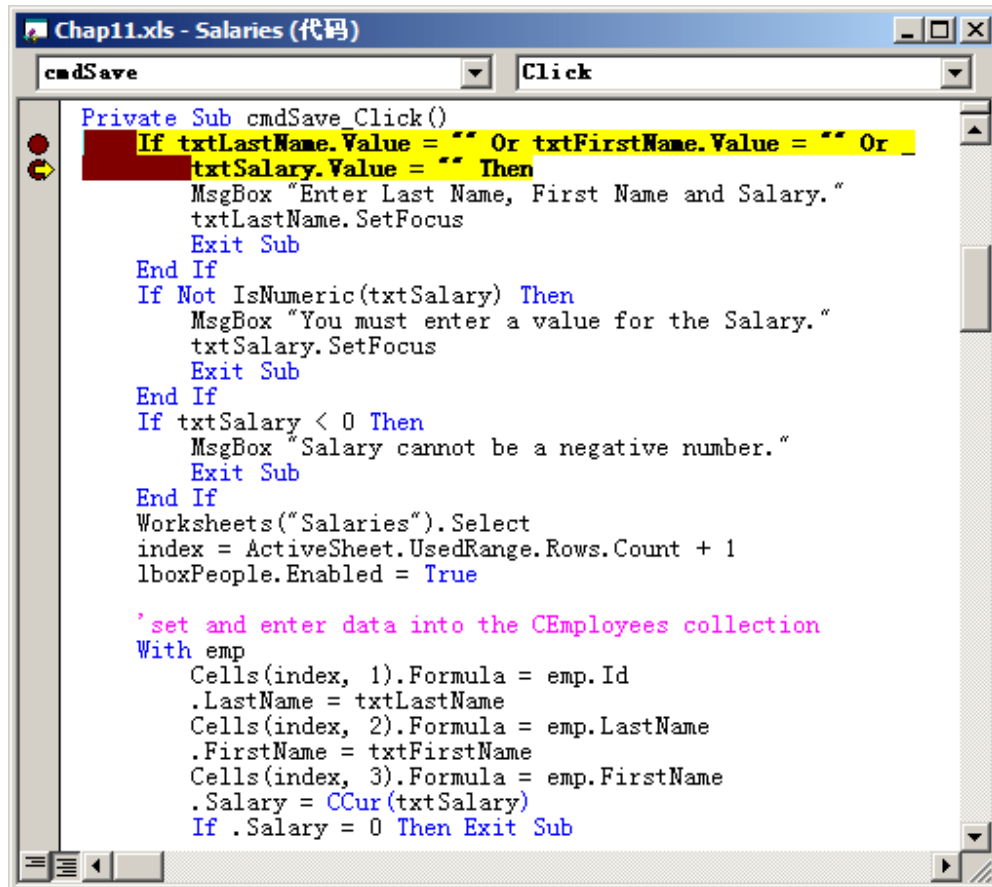 Chap11.xls - Salaries (代码)
cmdSave
Click
Private Sub cmdSave_Click()
    If txtLastName.Value = "" Or txtFirstName.Value = "" Or _
        txtSalary.Value = "" Then
        MsgBox "Enter Last Name, First Name and Salary."
        txtLastName.SetFocus
        Exit Sub
    End If
    If Not IsNumeric(txtSalary) Then
        MsgBox "You must enter a value for the Salary."
        txtSalary.SetFocus
        Exit Sub
    End If
    If txtSalary < 0 Then
        MsgBox "Salary cannot be a negative number."
        Exit Sub
    End If
    Worksheets("Salaries").Select
    index = ActiveSheet.UsedRange.Rows.Count + 1
    lboxPeople.Enabled = True
    'set and enter data into the CEmployees collection
    With emp
        Cells(index, 1).Formula = emp.Id
        .LastName = txtLastName
        Cells(index, 2).Formula = emp.LastName
        .FirstName = txtFirstName
        Cells(index, 3).Formula = emp.FirstName
        .Salary = CCur(txtSalary)
        If .Salary = 0 Then Exit Sub